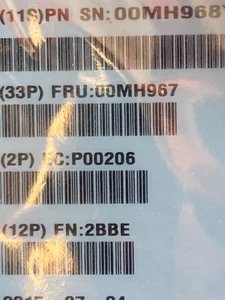 (11S)PN SN:00MH968
(33P) FRU:00MH967
(2P) EC:P00206
(12P) FN:2BBE